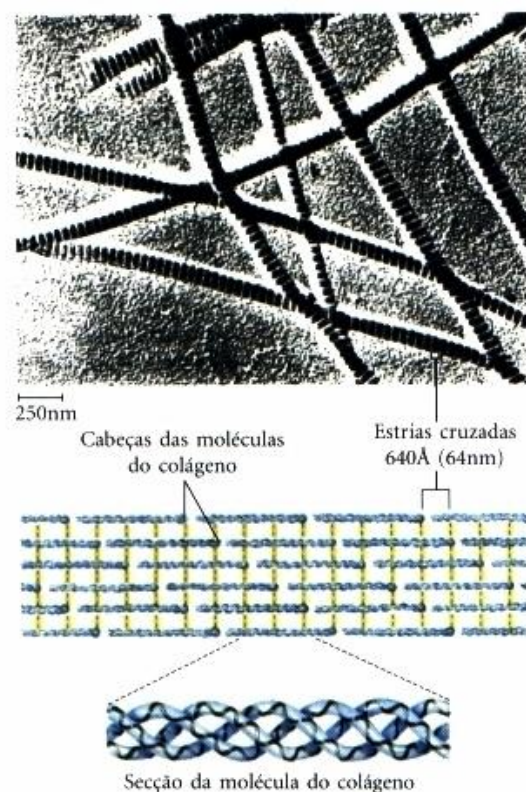 250nm
Cabeças das moléculas
do colágeno
Estrias cruzadas
640Å (64nm)
Secção da molécula do colágeno